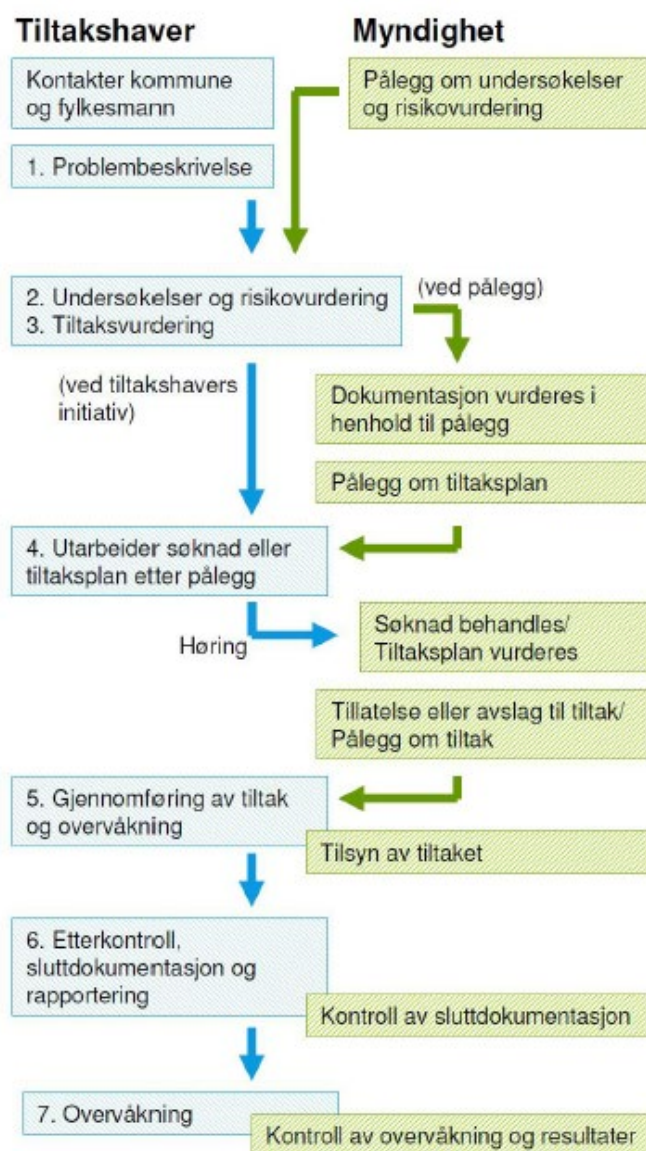 Tiltakshaver
Myndighet
Kontakter kommune
og fylkesmann
Pålegg om undersøkelser
og risikovurdering
1. Problembeskrivelse
2. Undersøkelser og risikovurdering
3. Tiltaksvurdering
(ved pålegg)
(ved tiltakshavers
initiativ)
Dokumentasjon vurderes i
henhold til pålegg
Pålegg om tiltaksplan
4. Utarbeider søknad eller
tiltaksplan etter pålegg
Høring
Søknad behandles/
Tiltaksplan vurderes
Tillatelse eller avslag til tiltak/
Pålegg om tiltak
5. Gjennomføring av tiltak
og overvåkning
Tilsyn av tiltaket
6. Etterkontroll,
sluttdokumentasjon og
rapportering
Kontroll av sluttdokumentasjon
7. Overvåkning
Kontroll av overvåkning og resultater